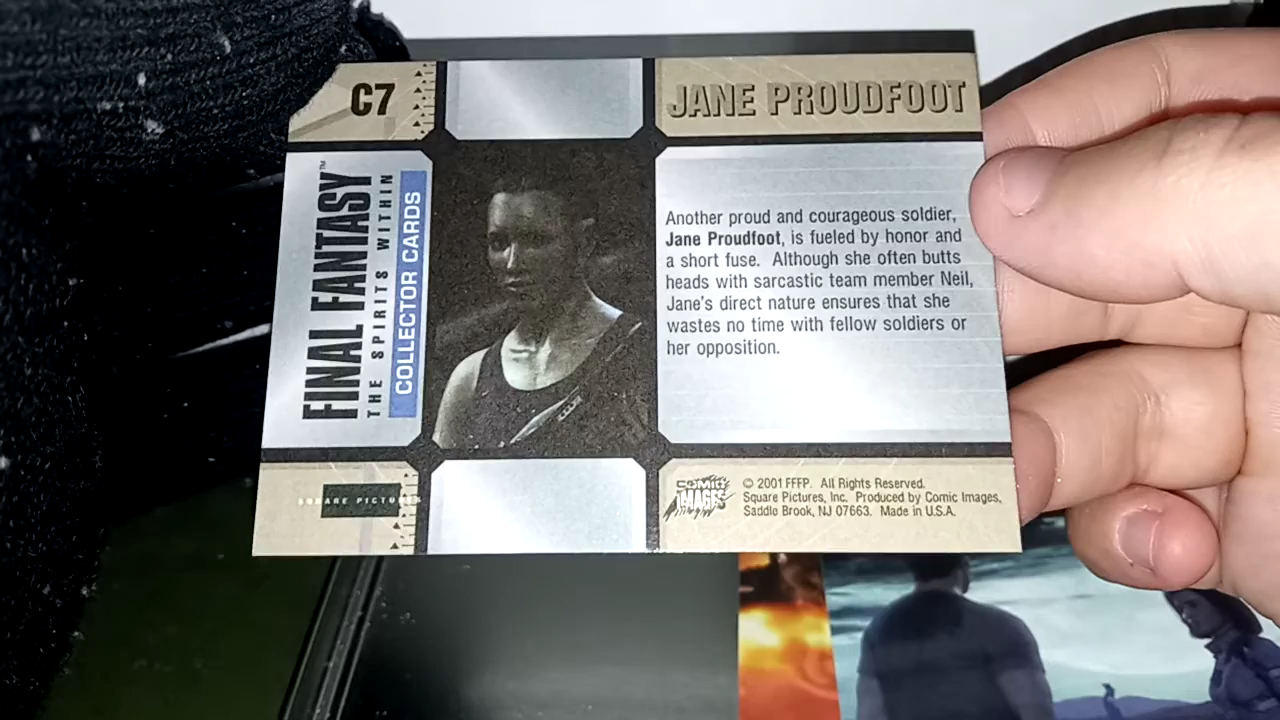 C7
JANE PROUDFOOT
FINAL FANTASY™
THE SPIRITS WITHIN
COLLECTOR CARDS
Another proud and courageous soldier,
Jane Proudfoot, is fueled by honor and
a short fuse. Although she often butts
heads with sarcastic team member Neil,
Jane's direct nature ensures that she
wastes no time with fellow soldiers or
her opposition.
SQUARE PICTURES
COMIC
IMAGES
© 2001 FFFP. All Rights Reserved.
Square Pictures, Inc. Produced by Comic Images,
Saddle Brook, NJ 07663. Made in U.S.A.